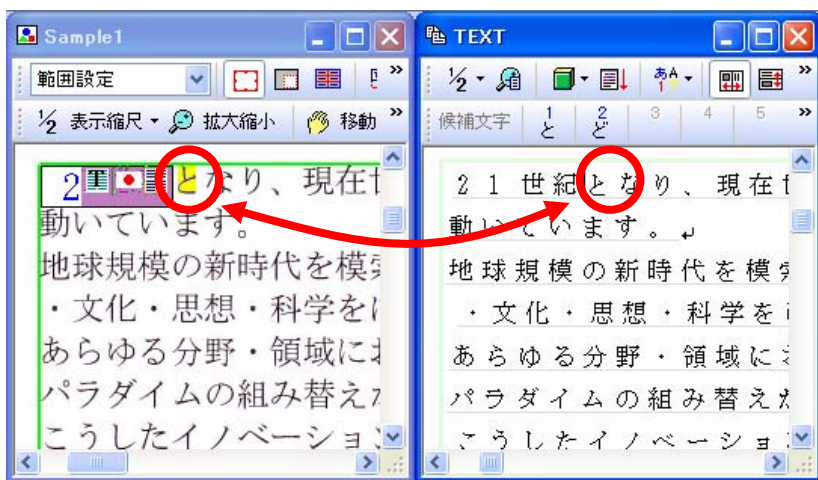 Sample1
範囲設定
½ 表示縮尺 拡大縮小 移動
2 となり、現在
動いています。
地球規模の新時代を模
・文化・思想・科学を
あらゆる分野・領域に
パラダイムの組み替え
こうしたイノベーション
TEXT
½ あA1
候補文字 1と 2ど 3 4 5
21世紀となり、現在
動いています。↵
地球規模の新時代を模
・文化・思想・科学を
あらゆる分野・領域に
パラダイムの組み替え
こうしたイノベーション